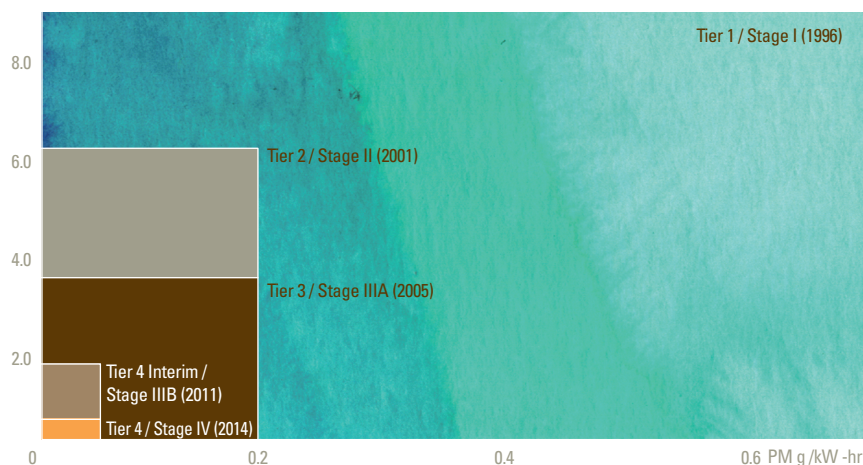 Tier 1 / Stage I (1996)
8.0
6.0
Tier 2 / Stage II (2001)
4.0
Tier 3 / Stage IIIA (2005)
2.0
Tier 4 Interim /
Stage IIIB (2011)
Tier 4 / Stage IV (2014)
0 0.2 0.4 0.6 PM g /kW -hr